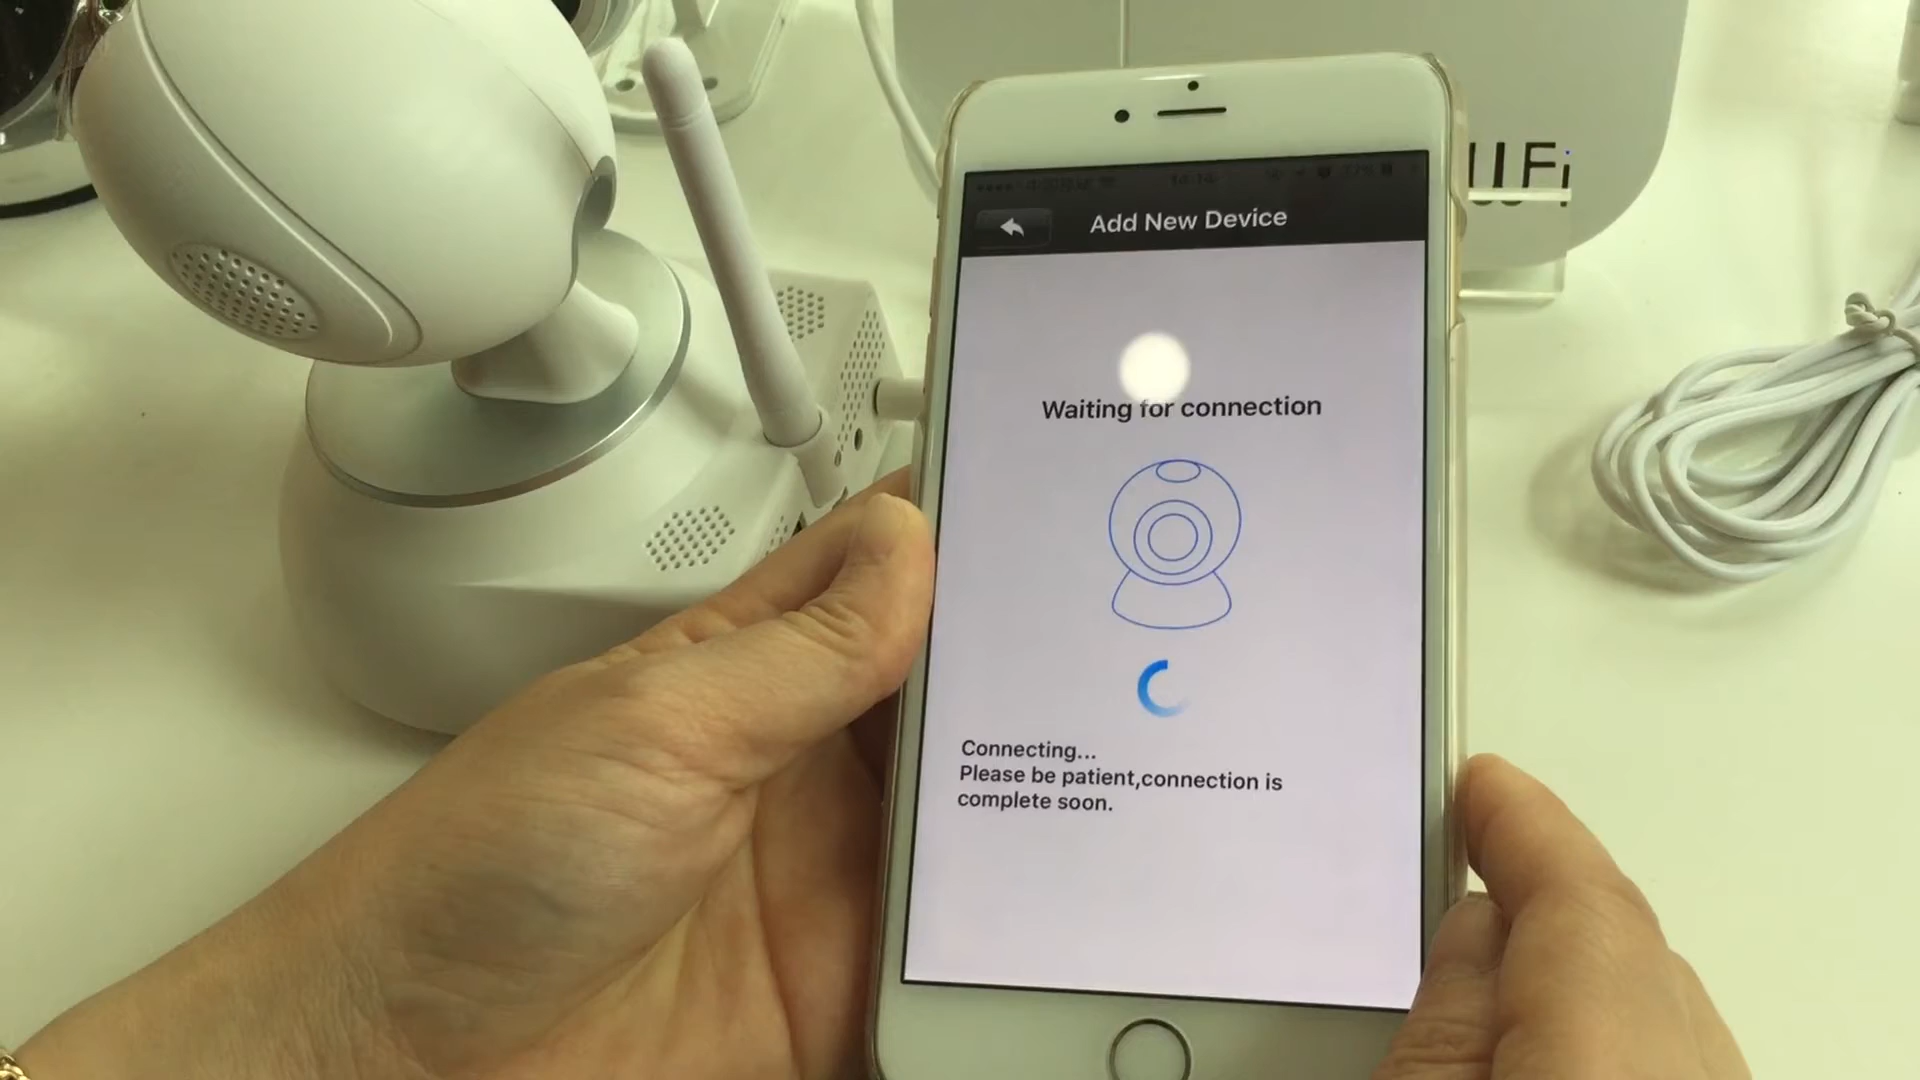 Add New Device
Waiting for connection
Connecting...
Please be patient,connection is
complete soon.